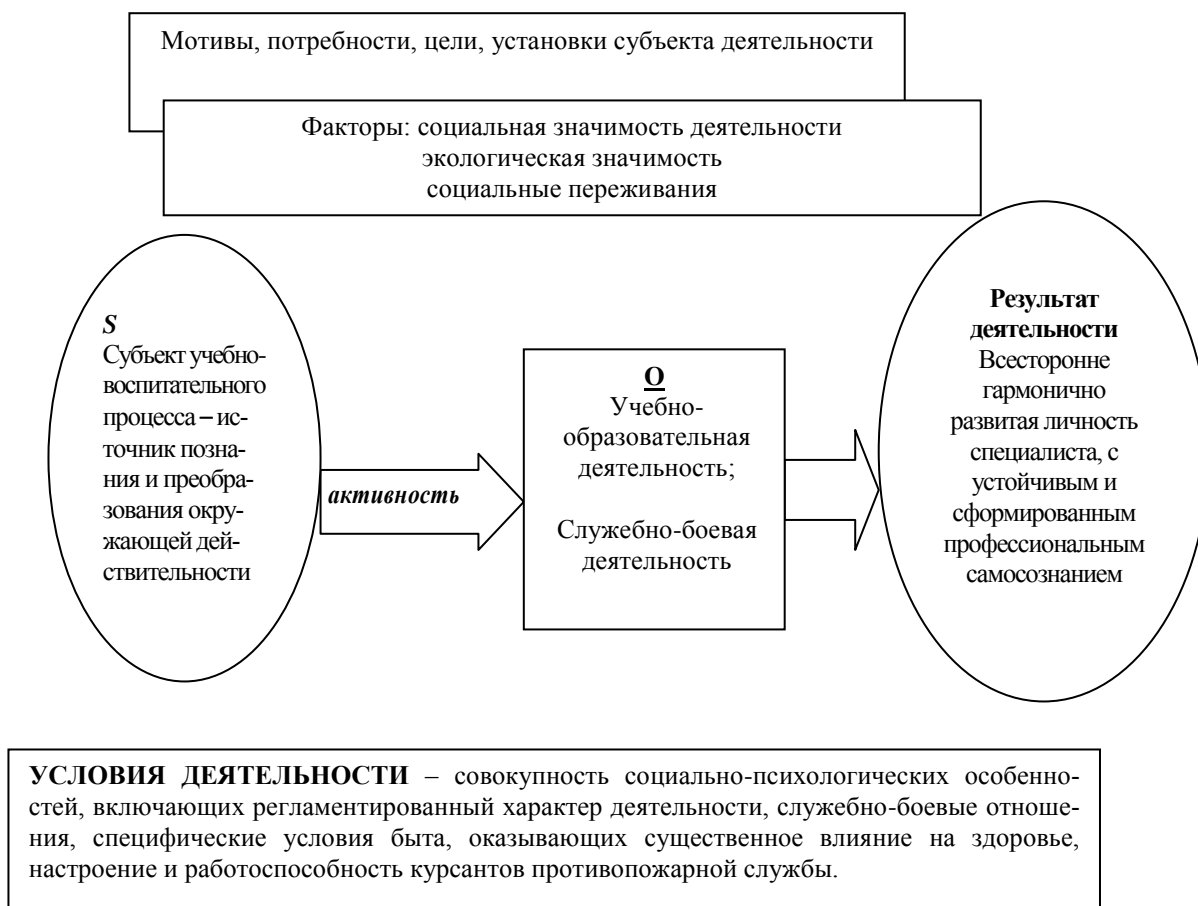 Мотивы, потребности, цели, установки субъекта деятельности
Факторы: социальная значимость деятельности
экологическая значимость
социальные переживания
S
Субъект учебно-
воспитательного
процесса – ис-
точник позна-
ния и преобра-
зования окру-
жающей дей-
ствительности
активность
О
Учебно-
образовательная
деятельность;
Служебно-боевая
деятельность
Результат
деятельности
Всесторонне
гармонично
развитая личность
специалиста, с
устойчивым и
сформированным
профессиональным
самосознанием
УСЛОВИЯ ДЕЯТЕЛЬНОСТИ – совокупность социально-психологических особенно-
стей, включающих регламентированный характер деятельности, служебно-боевые отноше-
ния, специфические условия быта, оказывающих существенное влияние на здоровье,
настроение и работоспособность курсантов противопожарной службы.